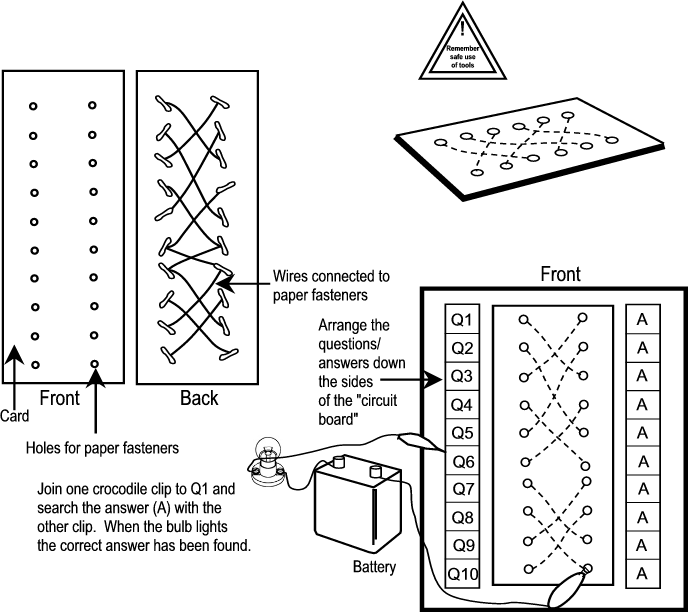 !
Remember
safe use
of tools
Wires connected to
paper fasteners
Front
Card
Back
Holes for paper fasteners
Join one crocodile clip to Q1 and
search the answer (A) with the
other clip. When the bulb lights
the correct answer has been found.
Battery
Front
Arrange the
questions/
answers down
the sides
of the "circuit
board"
Q1 A
Q2 A
Q3 A
Q4 A
Q5 A
Q6 A
Q7 A
Q8 A
Q9 A
Q10 A